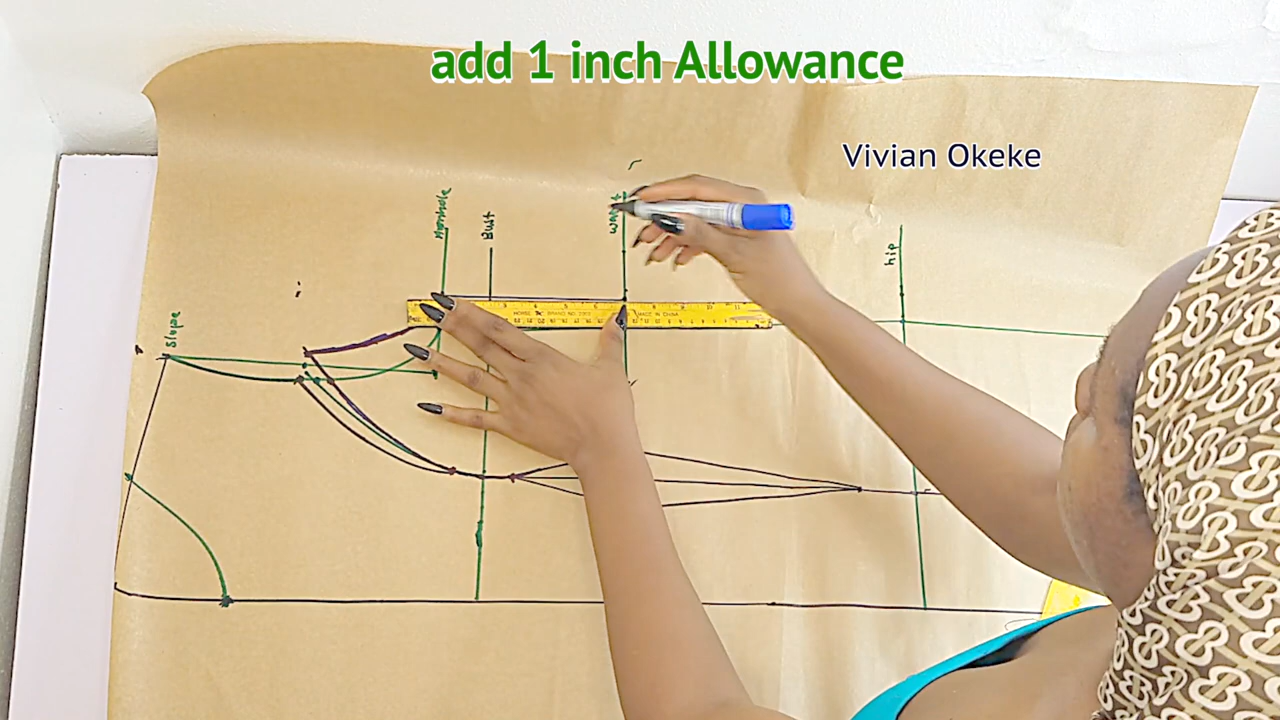 add 1 inch Allowance
Vivian Okeke
Armhole
Bust
waist
hip
Slope